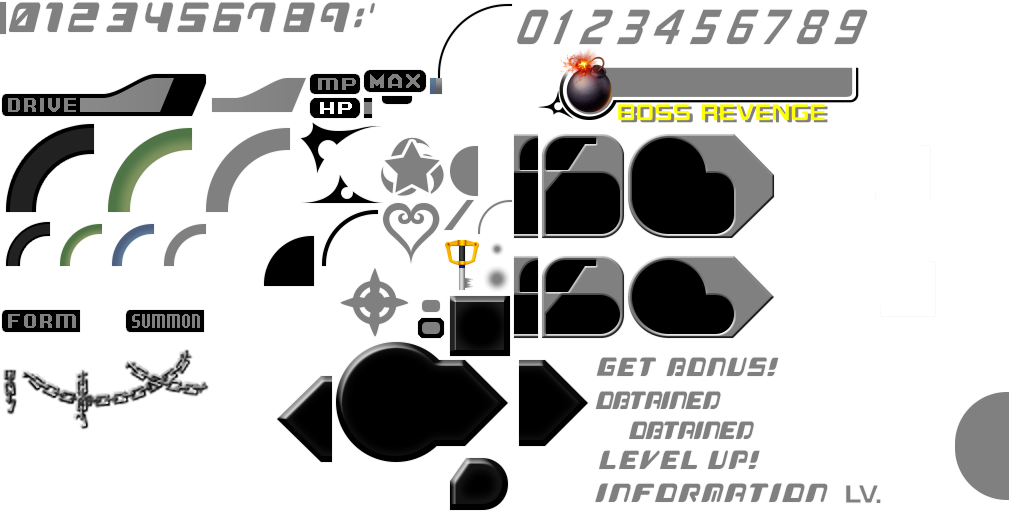 0123456789:'
0123456789
MP
MAX
DRIVE
HP
BOSS REVENGE
FORM
SUMMON
GET BONUS!
OBTAINED
OBTAINED
LEVEL UP!
INFORMATION LV.